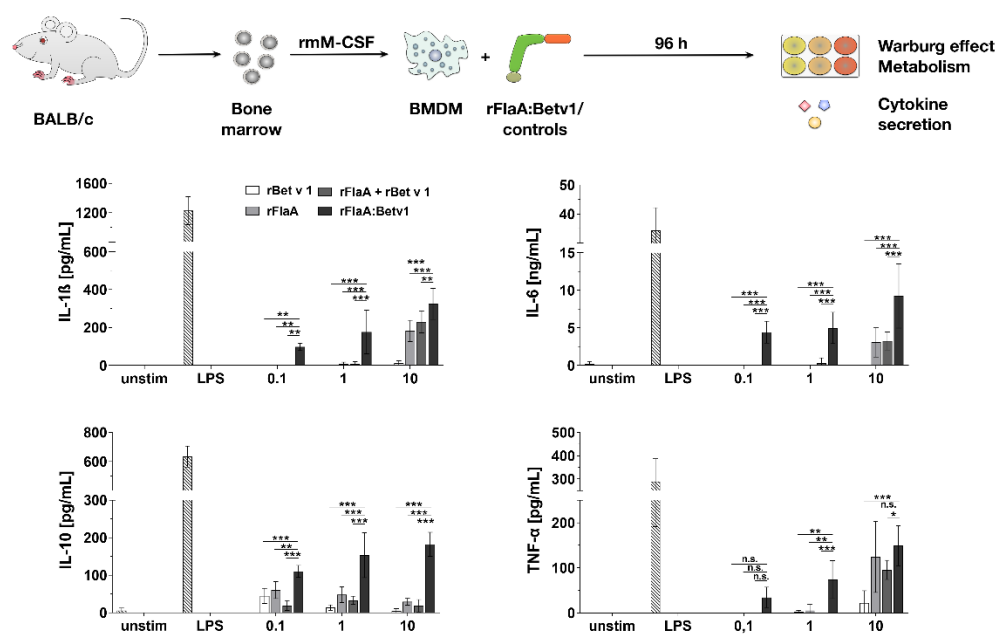 rmM-CSF
96 h
BALB/c
Bone
marrow
BMDM
+
rFlaA:Betv1/
controls
Warburg effect
Metabolism
Cytokine
secretion
IL-1ß [pg/mL]
1600
1200
600
400
200
0
rBet v 1
rFlaA + rBet v 1
rFlaA
rFlaA:Betv1
**
**
**
***
***
***
***
***
**
unstim
LPS
0.1
1
10
IL-6 [ng/mL]
50
40
15
10
5
0
***
***
***
***
***
***
***
***
***
unstim
LPS
0.1
1
10
IL-10 [pg/mL]
800
600
300
200
100
0
***
**
***
***
***
***
***
***
***
unstim
LPS
0.1
1
10
TNF-α [pg/mL]
500
400
300
200
150
100
50
0
n.s.
n.s.
n.s.
**
**
***
***
n.s.
*
unstim
LPS
0,1
1
10